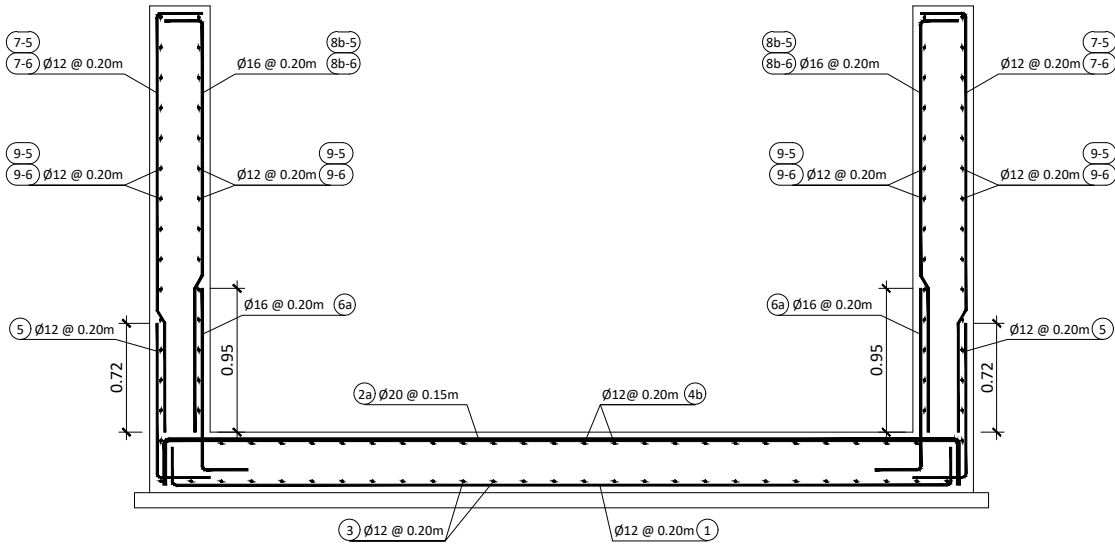 7-5
7-6 Ø12 @ 0.20m
8b-5
Ø16 @ 0.20m 8b-6
8b-5
8b-6 Ø16 @ 0.20m
7-5
Ø12 @ 0.20m 7-6
9-5
9-6 Ø12 @ 0.20m
9-5
Ø12 @ 0.20m 9-6
9-5
9-6 Ø12 @ 0.20m
9-5
Ø12 @ 0.20m 9-6
Ø16 @ 0.20m 6a
6a Ø16 @ 0.20m
5 Ø12 @ 0.20m
Ø12 @ 0.20m 5
0.72
0.95
0.95
0.72
2a Ø20 @ 0.15m
Ø12@ 0.20m 4b
3 Ø12 @ 0.20m
Ø12 @ 0.20m 1